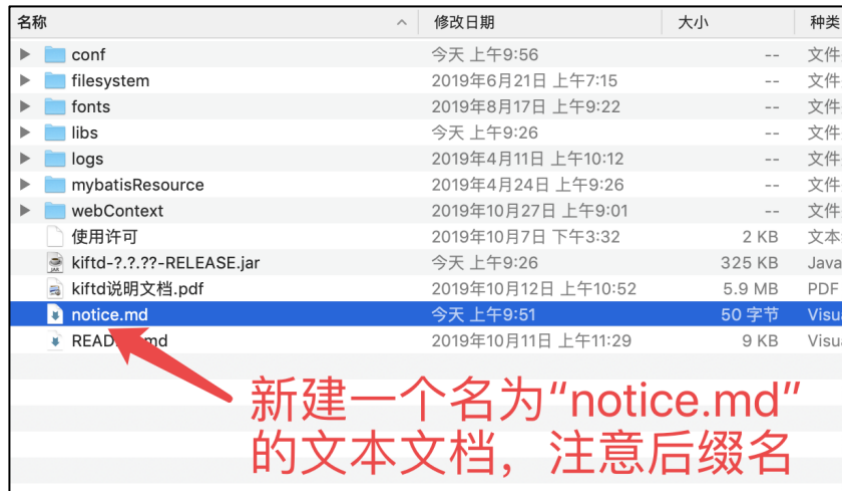 名称 修改日期 大小 种类
conf 今天 上午9:56 -- 文件
filesystem 2019年6月21日 上午7:15 -- 文件
fonts 2019年8月17日 上午9:22 -- 文件
libs 今天 上午9:26 -- 文件
logs 2019年4月11日 上午10:12 -- 文件
mybatisResource 2019年4月24日 上午9:26 -- 文件
webContext 2019年10月27日 上午9:01 -- 文件
使用许可 2019年10月7日 下午3:32 2 KB 文本
kiftd-?.?.??-RELEASE.jar 今天 上午9:26 325 KB Java
kiftd说明文档.pdf 2019年10月12日 上午10:52 5.9 MB PDF
notice.md 今天 上午9:51 50 字节 Visu
READ md 2019年10月11日 上午11:29 9 KB Visu
新建一个名为“notice.md”
的文本文档，注意后缀名